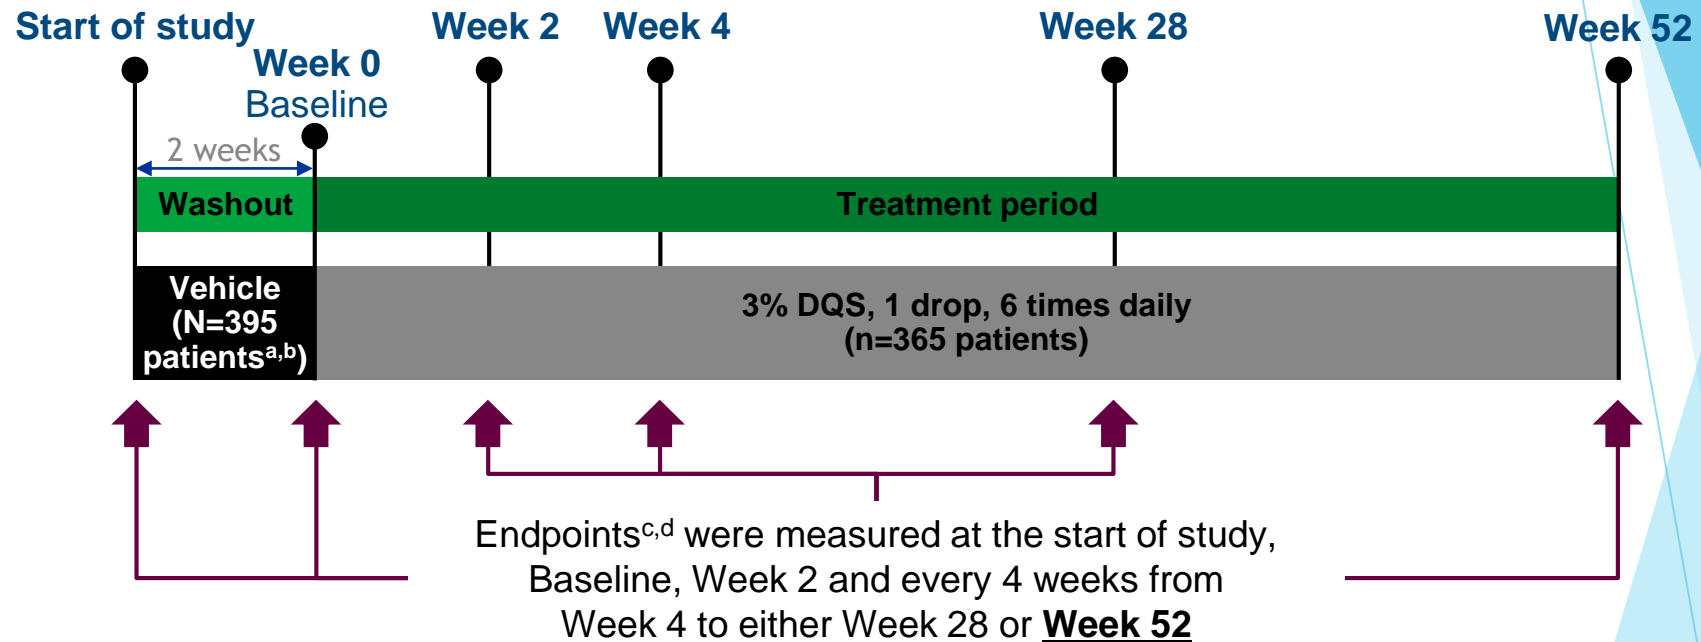 Start of study
Week 0
Baseline
Week 2
Week 4
Week 28
Week 52
2 weeks
Washout
Treatment period
Vehicle
(N=395
patientsa,b)
3% DQS, 1 drop, 6 times daily
(n=365 patients)
Endpointsc,d were measured at the start of study,
Baseline, Week 2 and every 4 weeks from
Week 4 to either Week 28 or Week 52